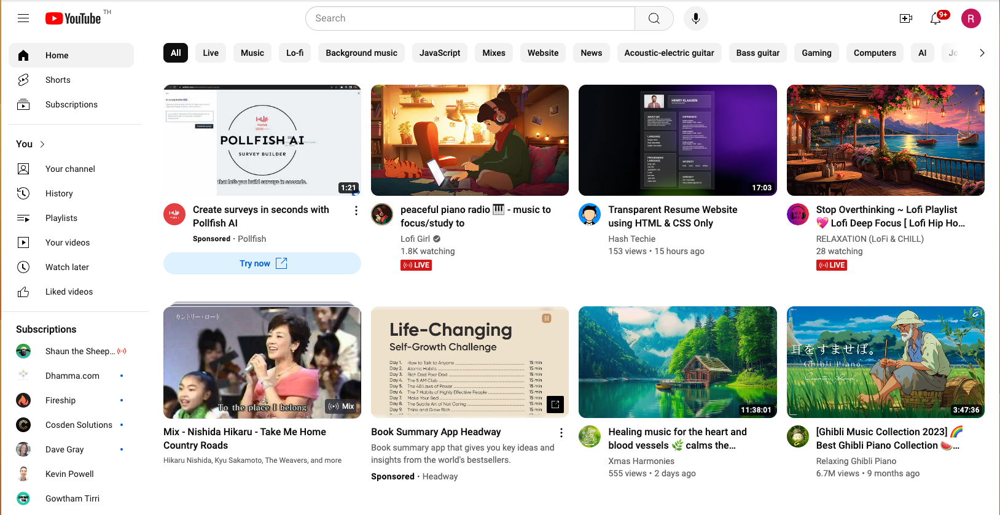 YouTube TH
Search
9+
R
Home
Shorts
Subscriptions
You
Your channel
History
Playlists
Your videos
Watch later
Liked videos
Subscriptions
Shaun the Sheep...
Dhamma.com
Fireship
Cosden Solutions
Dave Gray
Kevin Powell
Gowtham Tirri
All
Live
Music
Lo-fi
Background music
JavaScript
Mixes
Website
News
Acoustic-electric guitar
Bass guitar
Gaming
Computers
AI
Jo
POLLFISH AI
SURVEY BUILDER
that lets you build surveys in seconds.
1:21
Create surveys in seconds with
Pollfish AI
Sponsored · Pollfish
Try now
peaceful piano radio 🎹 - music to
focus/study to
Lofi Girl
1.8K watching
LIVE
HENRY KLAASEN
ABOUT ME
EXPERIENCE
LANGUAGE
PROGRAMING
LANGUAGE
INTEREST
CONTACT
17:03
Transparent Resume Website
using HTML & CSS Only
Hash Techie
153 views • 15 hours ago
Stop Overthinking ~ Lofi Playlist
💖 Lofi Deep Focus [ Lofi Hip Ho...
RELAXATION (LoFi & CHILL)
28 watching
LIVE
カントリー・ロード
To the place I belong
Mix
Mix - Nishida Hikaru - Take Me Home
Country Roads
Hikaru Nishida, Kyu Sakamoto, The Weavers, and more
Life-Changing
Self-Growth Challenge
Day 1. How to Talk to Anyone 15 min
Day 2. Atomic Habits 15 min
Day 3. Rich Dad Poor Dad 15 min
Day 4. The 5 AM Club 15 min
Day 5. The 48 Laws of Power 15 min
Day 6. The 7 Habits of Highly Effective People 15 min
Day 7. Make Your Bed 15 min
Day 8. The Subtle Art of Not Caring 15 min
Day 9. Think and Grow Rich 15 min
Book Summary App Headway
Book summary app that gives you key ideas and
insights from the world's bestsellers.
Sponsored · Headway
11:38:01
Healing music for the heart and
blood vessels 🌿 calms the...
Xmas Harmonies
555 views • 2 days ago
耳をすませば。
Ghibli Piano
Country Road
3:47:36
[Ghibli Music Collection 2023] 🌈
Best Ghibli Piano Collection 🍉...
Relaxing Ghibli Piano
6.7M views • 9 months ago